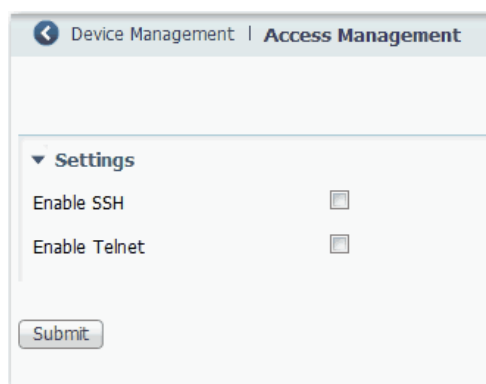 Device Management | Access Management
Settings
Enable SSH
Enable Telnet
Submit